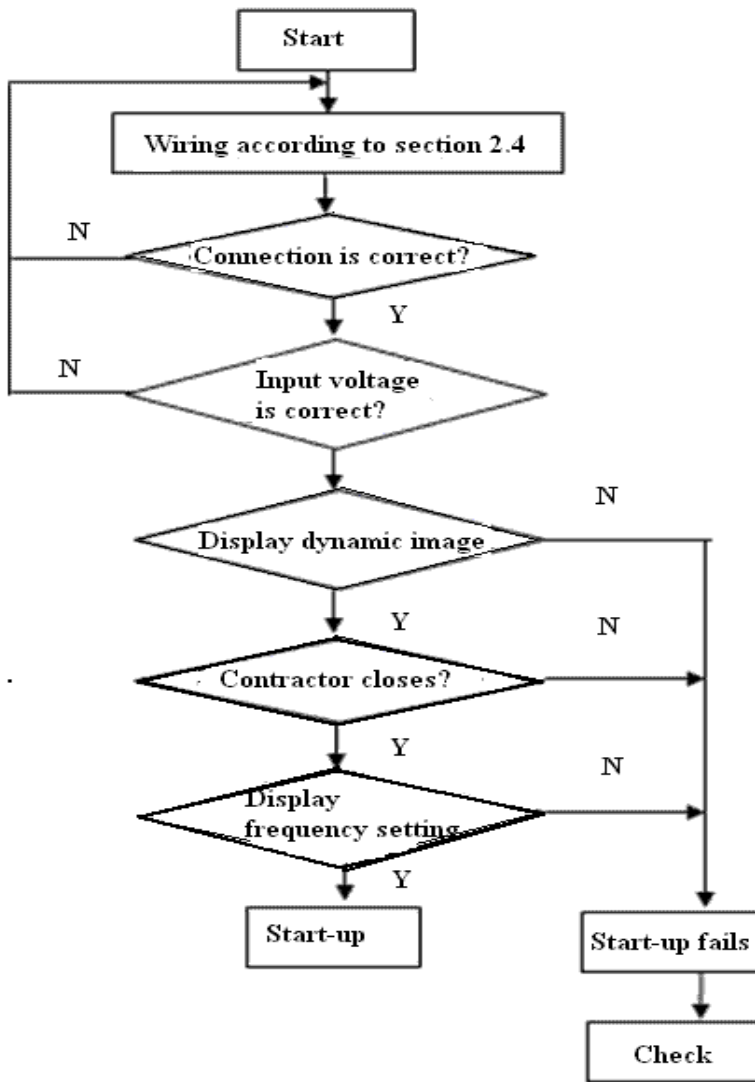 Start
Wiring according to section 2.4
N
Connection is correct?
Y
N
Input voltage
is correct?
N
Display dynamic image
Y
N
Contractor closes?
Y
N
Display
frequency setting
Y
Start-up
Start-up fails
Check